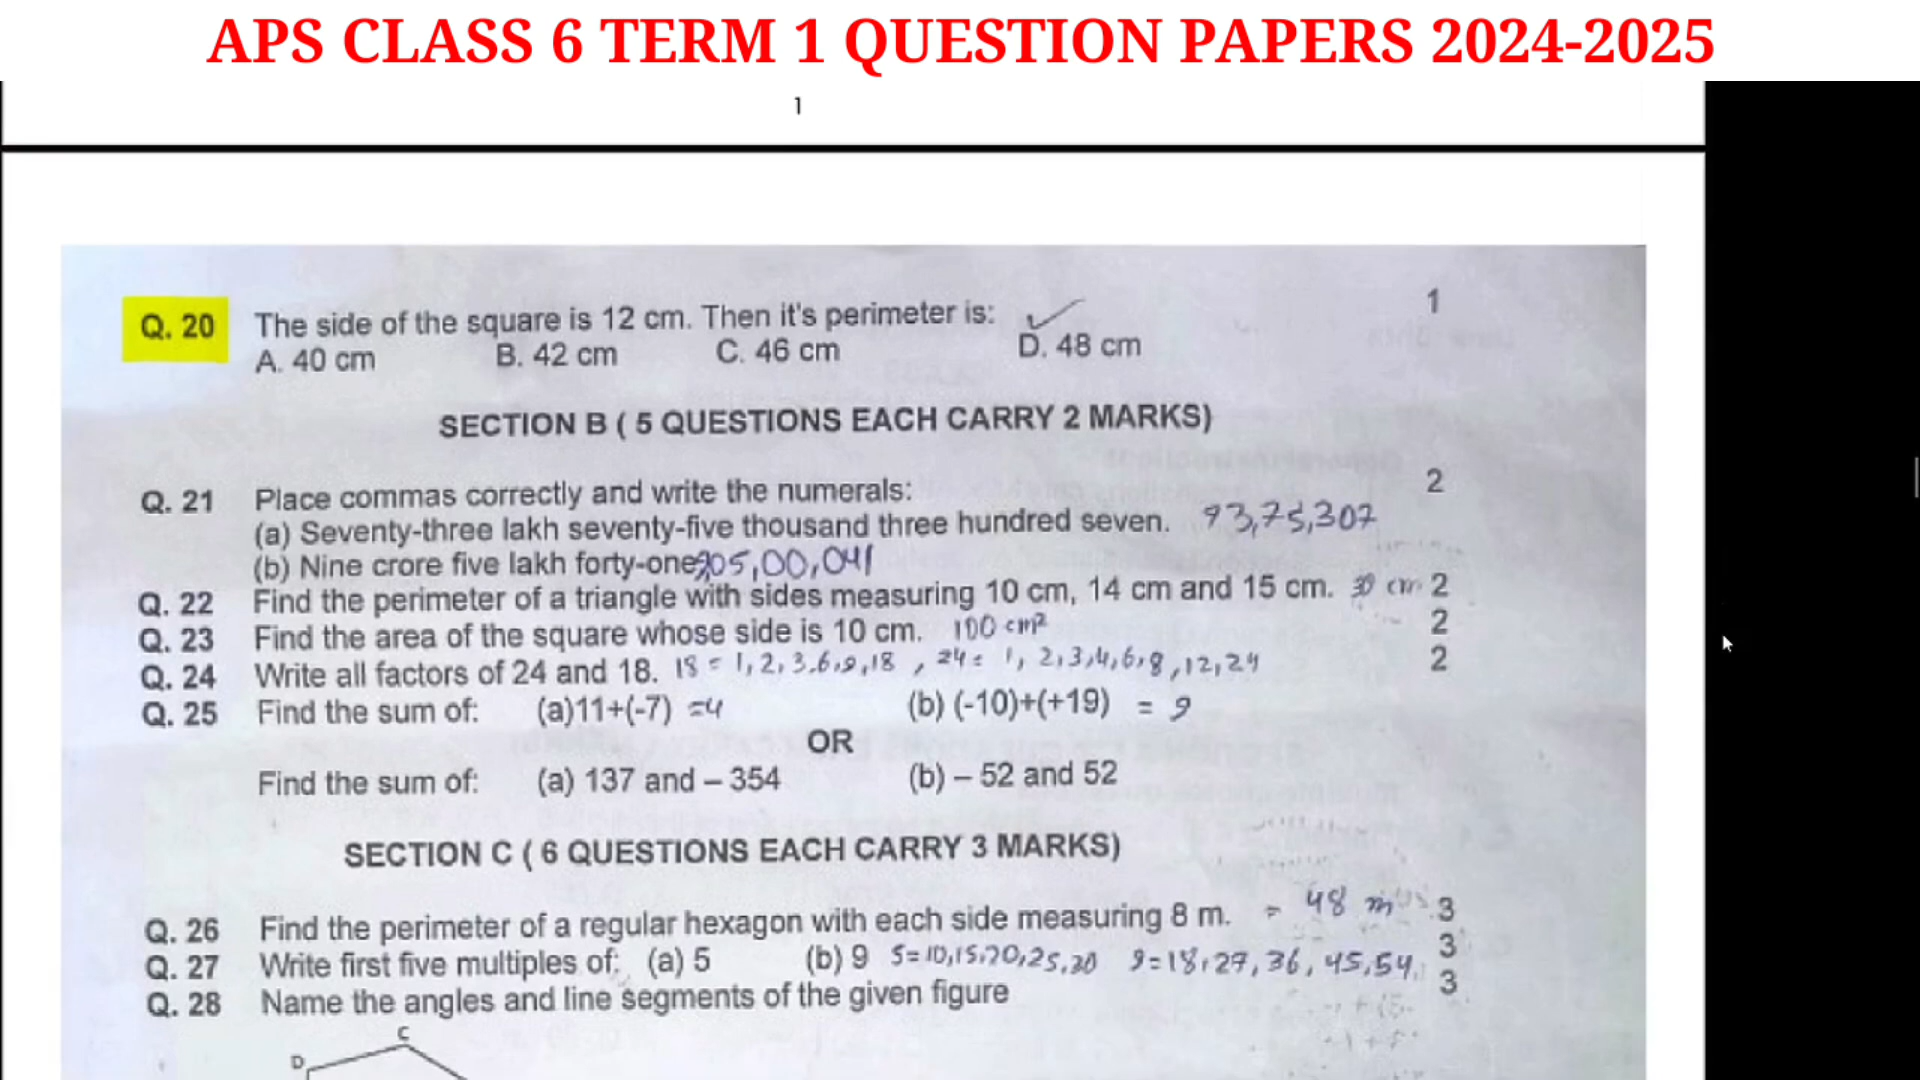 APS CLASS 6 TERM 1 QUESTION PAPERS 2024-2025
1
Q. 20 The side of the square is 12 cm. Then it's perimeter is: 1
A. 40 cm B. 42 cm C. 46 cm D. 48 cm
SECTION B ( 5 QUESTIONS EACH CARRY 2 MARKS)
Q. 21 Place commas correctly and write the numerals: 2
(a) Seventy-three lakh seventy-five thousand three hundred seven. 73,75,307
(b) Nine crore five lakh forty-one 05,00,041
Q. 22 Find the perimeter of a triangle with sides measuring 10 cm, 14 cm and 15 cm. cm 2
Q. 23 Find the area of the square whose side is 10 cm. 100 cm² 2
Q. 24 Write all factors of 24 and 18. 18 = 1,2,3,6,9,18 , 24= 1, 2,3,4,6,8,12,24 2
Q. 25 Find the sum of: (a)11+(-7) =4 (b) (-10)+(+19) = 9
OR
Find the sum of: (a) 137 and – 354 (b) – 52 and 52
SECTION C ( 6 QUESTIONS EACH CARRY 3 MARKS)
Q. 26 Find the perimeter of a regular hexagon with each side measuring 8 m. = 48 m 3
Q. 27 Write first five multiples of: (a) 5 (b) 9 5=10,15,20,25,30 9=18,27,36,45,54, 3
Q. 28 Name the angles and line segments of the given figure 3
C
D